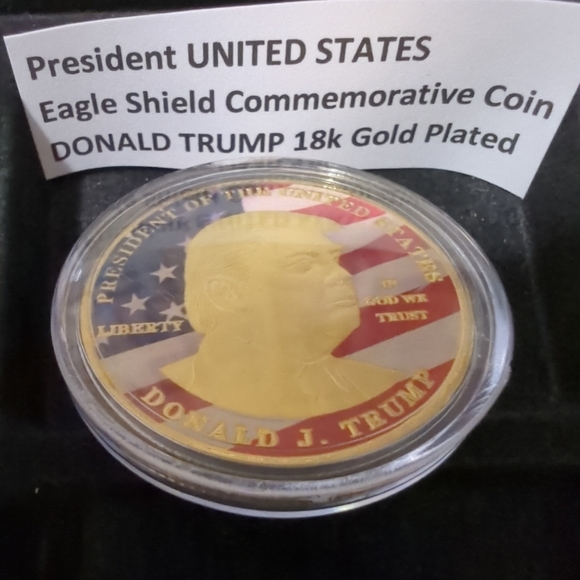 President UNITED STATES
Eagle Shield Commemorative Coin
DONALD TRUMP 18k Gold Plated
PRESIDENT OF THE UNITED STATES
LIBERTY
IN
GOD WE
TRUST
DONALD J. TRUMP